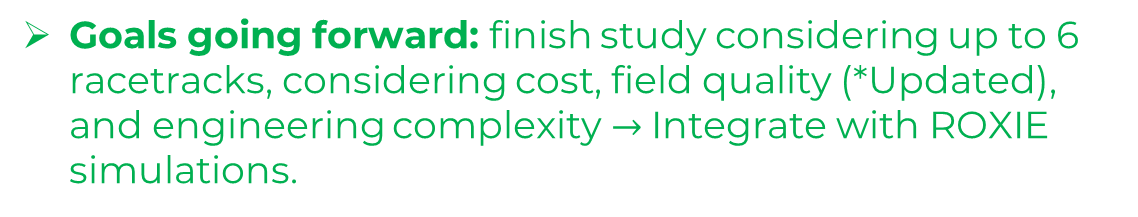 ➢ Goals going forward: finish study considering up to 6
racetracks, considering cost, field quality (*Updated),
and engineering complexity → Integrate with ROXIE
simulations.